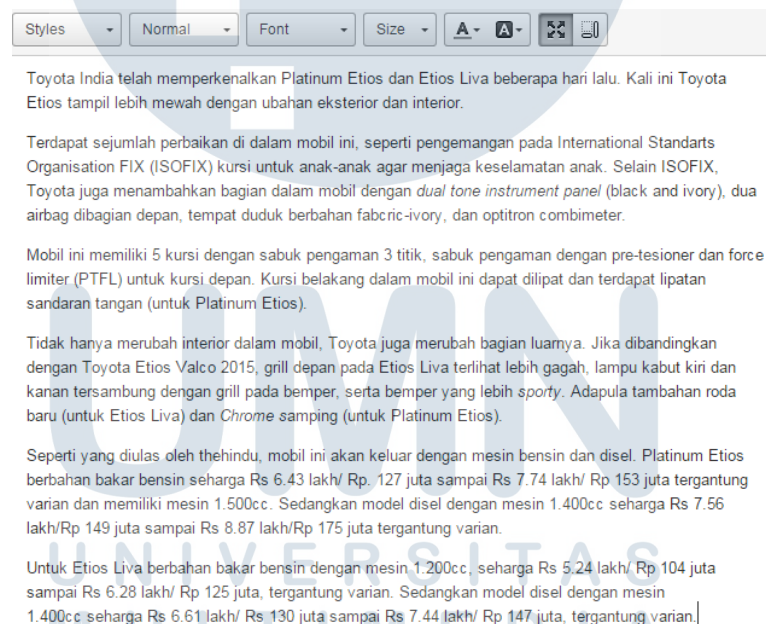 Styles Normal Font Size A A
Toyota India telah memperkenalkan Platinum Etios dan Etios Liva beberapa hari lalu. Kali ini Toyota
Etios tampil lebih mewah dengan ubahan eksterior dan interior.
Terdapat sejumlah perbaikan di dalam mobil ini, seperti pengemangan pada International Standarts
Organisation FIX (ISOFIX) kursi untuk anak-anak agar menjaga keselamatan anak. Selain ISOFIX,
Toyota juga menambahkan bagian dalam mobil dengan dual tone instrument panel (black and ivory), dua
airbag dibagian depan, tempat duduk berbahan fabcric-ivory, dan optitron combimeter.
Mobil ini memiliki 5 kursi dengan sabuk pengaman 3 titik, sabuk pengaman dengan pre-tesioner dan force
limiter (PTFL) untuk kursi depan. Kursi belakang dalam mobil ini dapat dilipat dan terdapat lipatan
sandaran tangan (untuk Platinum Etios).
Tidak hanya merubah interior dalam mobil, Toyota juga merubah bagian luarnya. Jika dibandingkan
dengan Toyota Etios Valco 2015, grill depan pada Etios Liva terlihat lebih gagah, lampu kabut kiri dan
kanan tersambung dengan grill pada bemper, serta bemper yang lebih sporty. Adapula tambahan roda
baru (untuk Etios Liva) dan Chrome samping (untuk Platinum Etios).
Seperti yang diulas oleh thehindu, mobil ini akan keluar dengan mesin bensin dan disel. Platinum Etios
berbahan bakar bensin seharga Rs 6.43 lakh/ Rp. 127 juta sampai Rs 7.74 lakh/ Rp 153 juta tergantung
varian dan memiliki mesin 1.500cc. Sedangkan model disel dengan mesin 1.400cc seharga Rs 7.56
lakh/Rp 149 juta sampai Rs 8.87 lakh/Rp 175 juta tergantung varian.
Untuk Etios Liva berbahan bakar bensin dengan mesin 1.200cc, seharga Rs 5.24 lakh/ Rp 104 juta
sampai Rs 6.28 lakh/ Rp 125 juta, tergantung varian. Sedangkan model disel dengan mesin
1.400cc seharga Rs 6.61 lakh/ Rs 130 juta sampai Rs 7.44 lakh/ Rp 147 juta, tergantung varian.
UMN
UNIVERSITAS